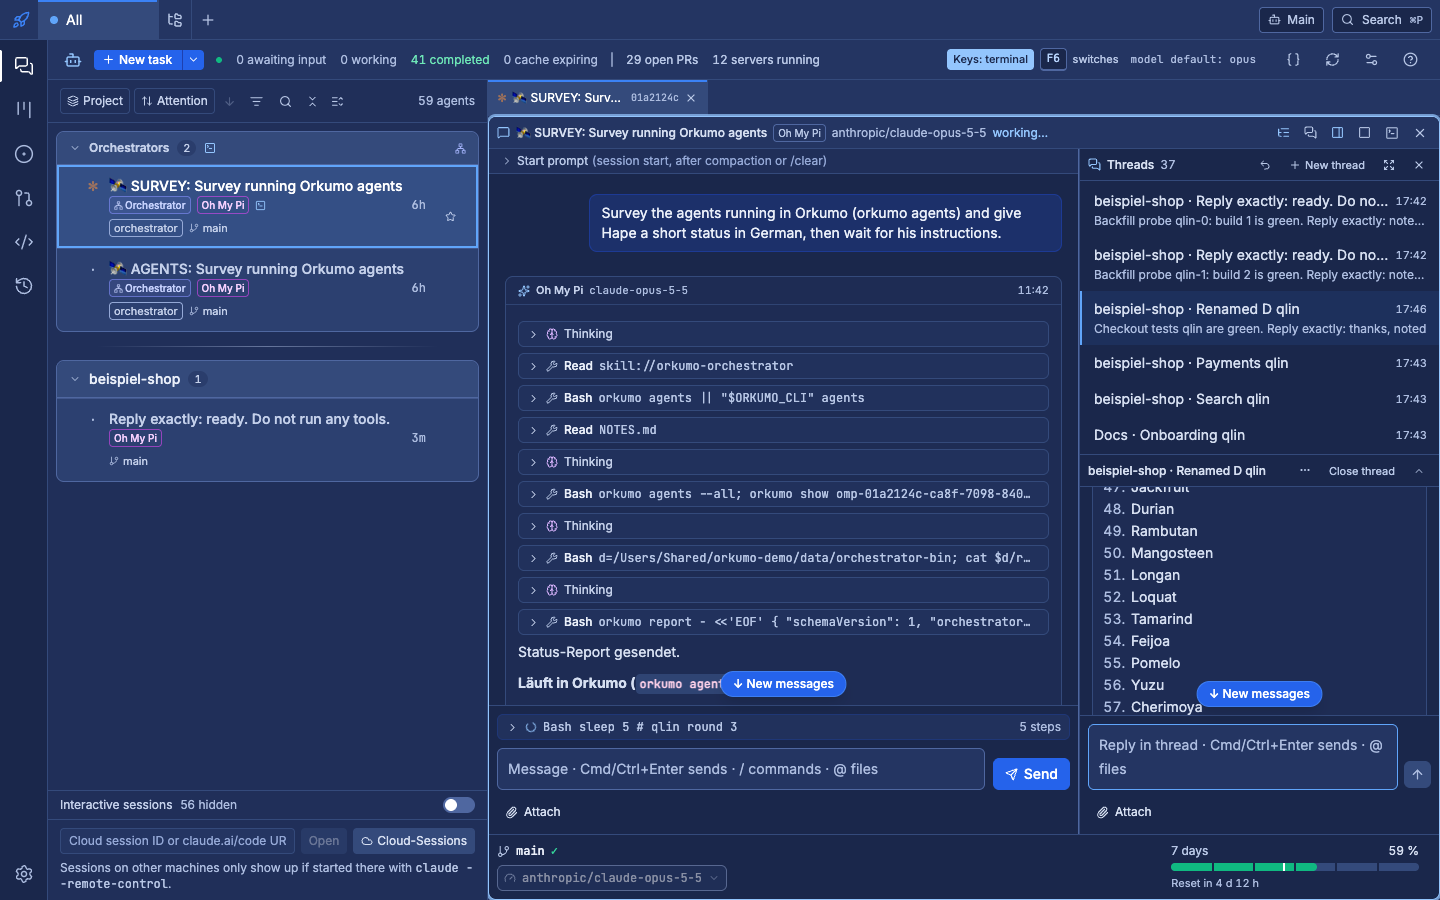 All
Main
Search ⌘P
+ New task
0 awaiting input
0 working
41 completed
0 cache expiring
29 open PRs
12 servers running
Keys: terminal
F6
switches
model default: opus
Project
Attention
59 agents
Orchestrators 2
SURVEY: Survey running Orkumo agents
Orchestrator
Oh My Pi
6h
orchestrator
main
AGENTS: Survey running Orkumo agents
Orchestrator
Oh My Pi
6h
orchestrator
main
beispiel-shop 1
Reply exactly: ready. Do not run any tools.
Oh My Pi
3m
main
Interactive sessions 56 hidden
Cloud session ID or claude.ai/code UR
Open
Cloud-Sessions
Sessions on other machines only show up if started there with claude -
-remote-control.
SURVEY: Surv... 01a2124c
SURVEY: Survey running Orkumo agents Oh My Pi anthropic/claude-opus-5-5 working...
Start prompt (session start, after compaction or /clear)
Survey the agents running in Orkumo (orkumo agents) and give
Hape a short status in German, then wait for his instructions.
Oh My Pi claude-opus-5-5 11:42
Thinking
Read skill://orkumo-orchestrator
Bash orkumo agents || "$ORKUMO_CLI" agents
Read NOTES.md
Thinking
Bash orkumo agents --all; orkumo show omp-01a2124c-ca8f-7098-840…
Thinking
Bash d=/Users/Shared/orkumo-demo/data/orchestrator-bin; cat $d/r…
Thinking
Bash orkumo report - <<'EOF' { "schemaVersion": 1, "orchestrator…
Status-Report gesendet.
Läuft in Orkumo (orkumo agent
↓ New messages
Bash sleep 5 # qlin round 3 5 steps
Message · Cmd/Ctrl+Enter sends · / commands · @ files
Send
Attach
main ✓
anthropic/claude-opus-5-5
Threads 37
+ New thread
beispiel-shop · Reply exactly: ready. Do no... 17:42
Backfill probe qlin-0: build 1 is green. Reply exactly: note...
beispiel-shop · Reply exactly: ready. Do no... 17:42
Backfill probe qlin-1: build 2 is green. Reply exactly: note...
beispiel-shop · Renamed D qlin 17:46
Checkout tests qlin are green. Reply exactly: thanks, noted
beispiel-shop · Payments qlin 17:43
beispiel-shop · Search qlin 17:43
Docs · Onboarding qlin 17:43
beispiel-shop · Renamed D qlin ··· Close thread
47. Jackfruit
48. Durian
49. Rambutan
50. Mangosteen
51. Longan
52. Loquat
53. Tamarind
54. Feijoa
55. Pomelo
56. Yuzu
57. Cherimoya
↓ New messages
Reply in thread · Cmd/Ctrl+Enter sends · @
files
Attach
7 days 59 %
Reset in 4 d 12 h